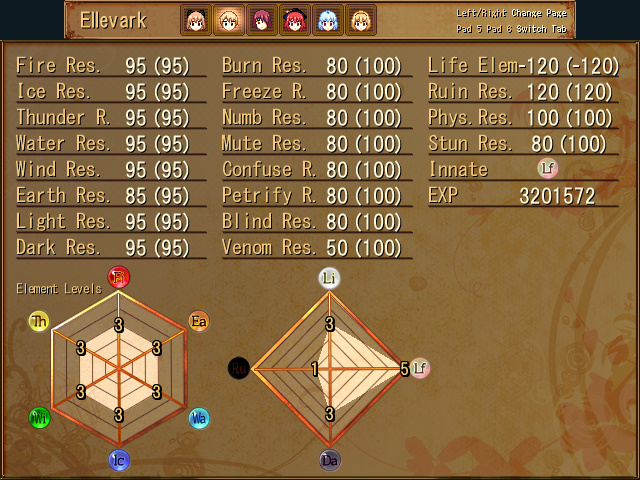 Ellevark
Left/Right Change Page
Pad 5 Pad 6 Switch Tab
Fire Res. 95 (95) Burn Res. 80 (100) Life Elem-120 (-120)
Ice Res. 95 (95) Freeze R. 80 (100) Ruin Res. 120 (120)
Thunder R. 95 (95) Numb Res. 80 (100) Phys.Res. 100 (100)
Water Res. 95 (95) Mute Res. 80 (100) Stun Res. 80 (100)
Wind Res. 95 (95) Confuse R. 80 (100) Innate Lf
Earth Res. 85 (95) Petrify R. 80 (100) EXP 3201572
Light Res. 95 (95) Blind Res. 80 (100)
Dark Res. 95 (95) Venom Res. 50 (100)
Element Levels
Fi Li
Th Ea
3 3
3 3
Ru 1 5 Lf
3 3
3 3
Wi Wa
Ic Da